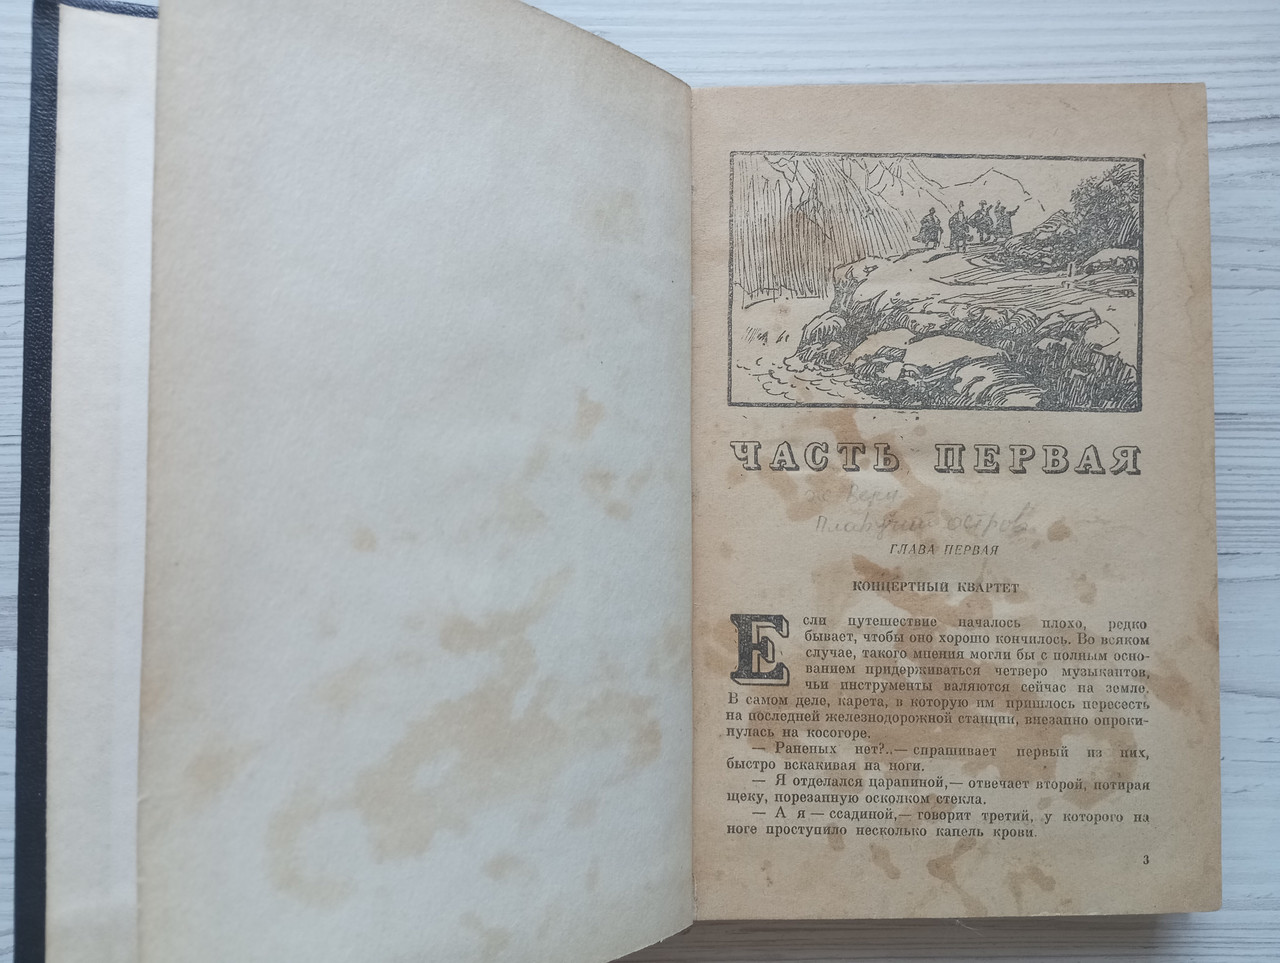 ЧАСТЬ ПЕРВАЯ
Ж Верн
Плавучий остров
ГЛАВА ПЕРВАЯ
КОНЦЕРТНЫЙ КВАРТЕТ
Если путешествие началось плохо, редко
бывает, чтобы оно хорошо кончилось. Во всяком
случае, такого мнения могли бы с полным осно-
ванием придерживаться четверо музыкантов,
чьи инструменты валяются сейчас на земле.
В самом деле, карета, в которую им пришлось пересесть
на последней железнодорожной станции, внезапно опроки-
нулась на косогоре.
— Раненых нет?..— спрашивает первый из них,
быстро вскакивая на ноги.
— Я отделался царапиной,— отвечает второй, потирая
щеку, порезанную осколком стекла.
— А я — ссадиной,— говорит третий, у которого на
ноге проступило несколько капель крови.
3